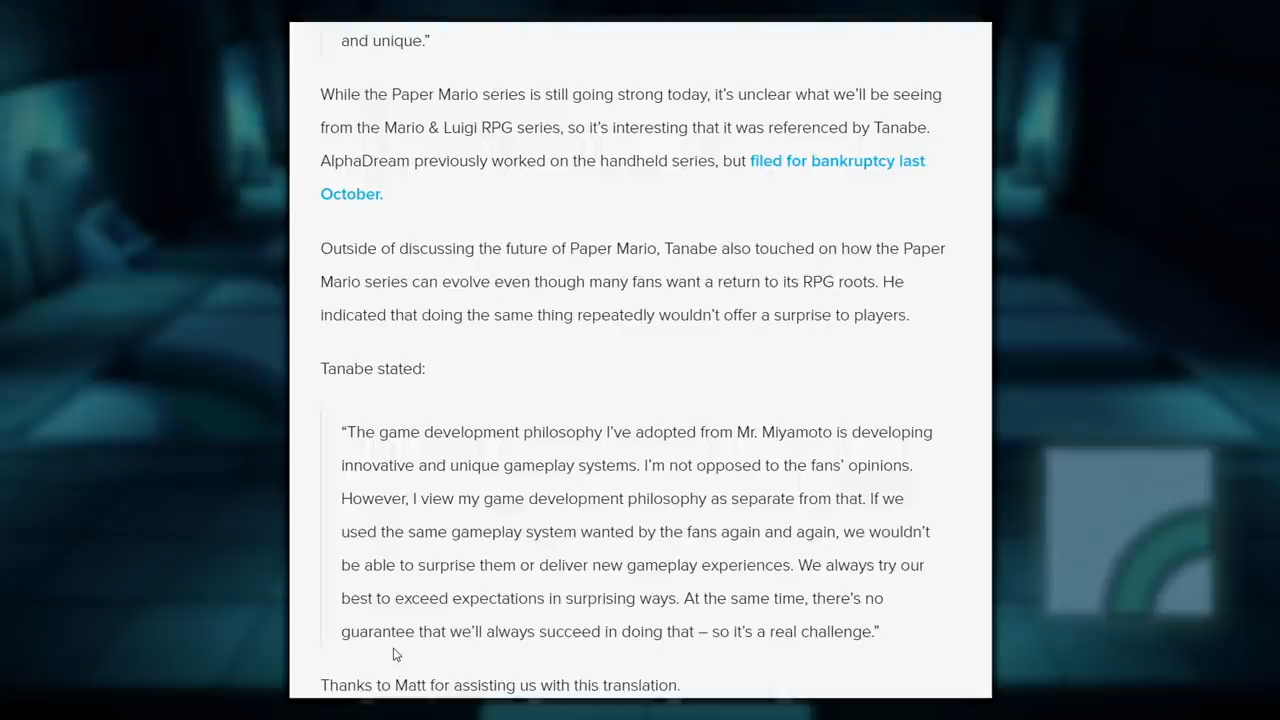 and unique.”
While the Paper Mario series is still going strong today, it’s unclear what we’ll be seeing
from the Mario & Luigi RPG series, so it’s interesting that it was referenced by Tanabe.
AlphaDream previously worked on the handheld series, but filed for bankruptcy last
October.
Outside of discussing the future of Paper Mario, Tanabe also touched on how the Paper
Mario series can evolve even though many fans want a return to its RPG roots. He
indicated that doing the same thing repeatedly wouldn’t offer a surprise to players.
Tanabe stated:
“The game development philosophy I’ve adopted from Mr. Miyamoto is developing
innovative and unique gameplay systems. I’m not opposed to the fans’ opinions.
However, I view my game development philosophy as separate from that. If we
used the same gameplay system wanted by the fans again and again, we wouldn’t
be able to surprise them or deliver new gameplay experiences. We always try our
best to exceed expectations in surprising ways. At the same time, there’s no
guarantee that we’ll always succeed in doing that – so it’s a real challenge.”
Thanks to Matt for assisting us with this translation.